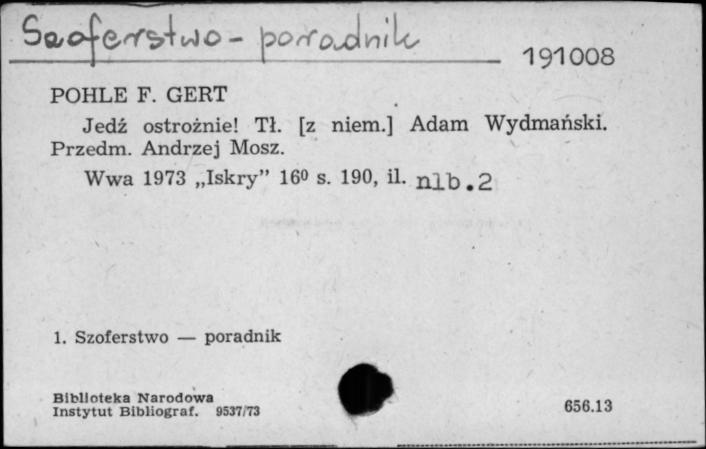 Szoferstwo - poradnik
191008
POHLE F. GERT
Jedź ostrożnie! Tł. [z niem.] Adam Wydmański.
Przedm. Andrzej Mosz.
Wwa 1973 „Iskry” 16⁰ s. 190, il. nlb.2
1. Szoferstwo — poradnik
Biblioteka Narodowa
Instytut Bibliograf. 9537/73
656.13